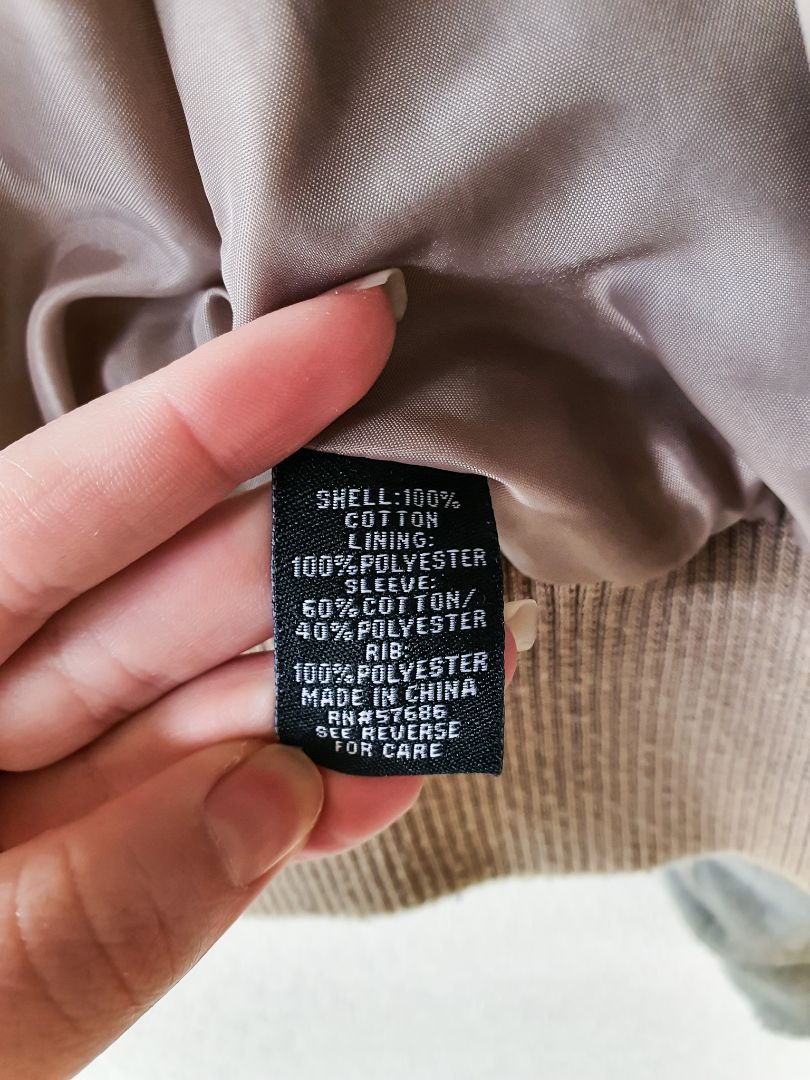 SHELL:100%
COTTON
LINING:
100%POLYESTER
SLEEVE:
60%COTTON/
40%POLYESTER
RIB:
100%POLYESTER
MADE IN CHINA
RN#57686
SEE REVERSE
FOR CARE